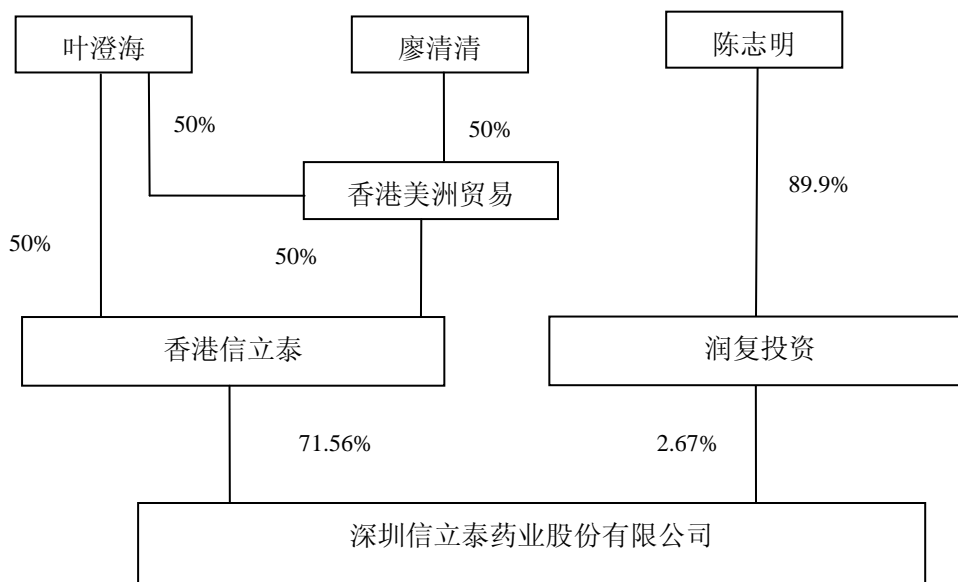 叶澄海
廖清清
陈志明
50%
50%
香港美洲贸易
89.9%
50%
50%
香港信立泰
润复投资
71.56%
2.67%
深圳信立泰药业股份有限公司